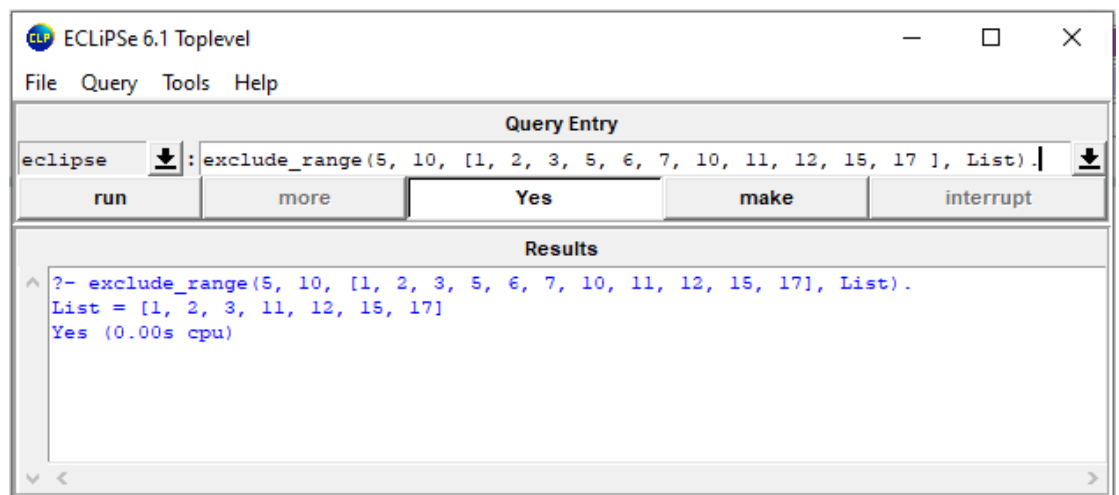 CLP ECLiPSe 6.1 Toplevel
File Query Tools Help
Query Entry
eclipse : exclude_range(5, 10, [1, 2, 3, 5, 6, 7, 10, 11, 12, 15, 17 ], List).
run more Yes make interrupt
Results
?- exclude_range(5, 10, [1, 2, 3, 5, 6, 7, 10, 11, 12, 15, 17], List).
List = [1, 2, 3, 11, 12, 15, 17]
Yes (0.00s cpu)